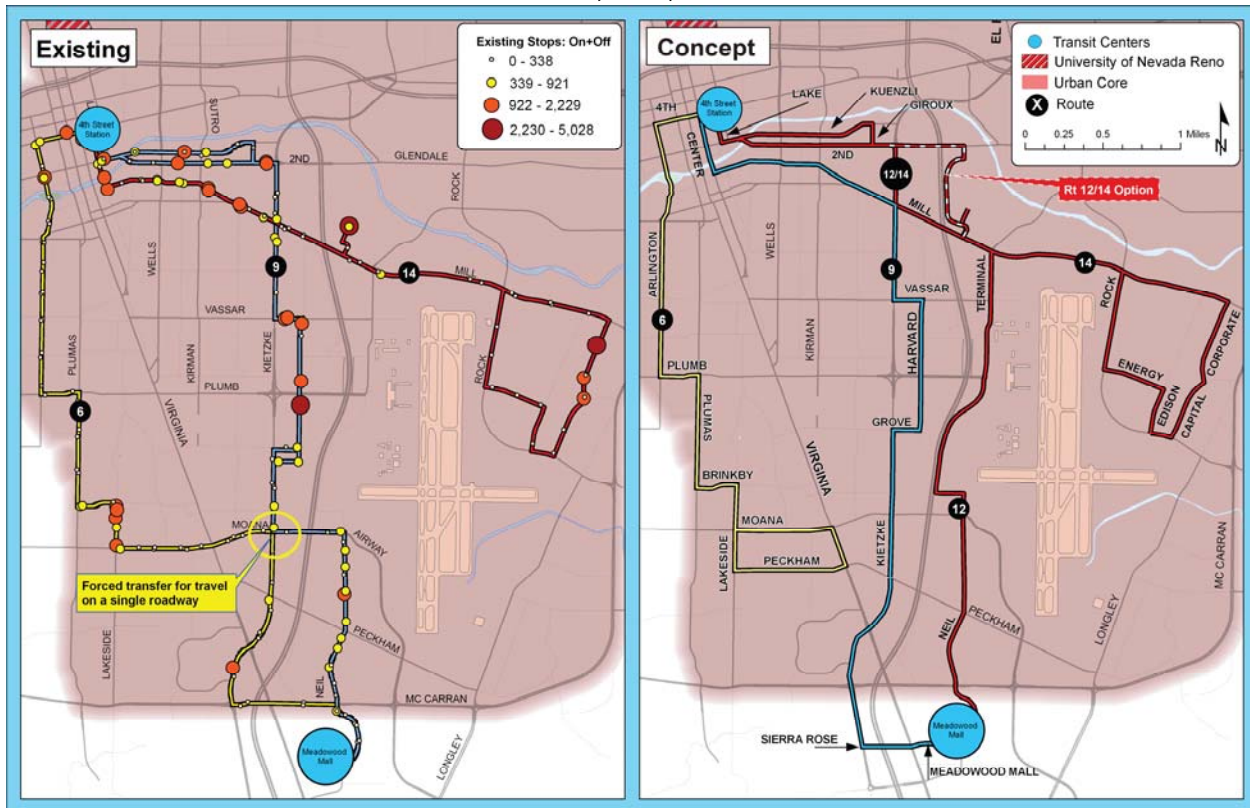 Existing
Existing Stops: On+Off
0 - 338
339 - 921
922 - 2,229
2,230 - 5,028
4th Street
Station
SUTRO
2ND
GLENDALE
ROCK
WELLS
9
14
MILL
VASSAR
PLUMAS
KIRMAN
KIETZKE
PLUMB
ROCK
6
VIRGINIA
MOANA
AIRWAY
Forced transfer for travel
on a single roadway
PECKHAM
LAKESIDE
NEIL
MC CARRAN
Meadowood
Mall
LONGLEY
Concept
Transit Centers
University of Nevada Reno
Urban Core
X Route
0 0.25 0.5 1 Miles
N
4TH
4th Street
Station
LAKE
KUENZLI
GIROUX
CENTER
2ND
GLENDALE
12/14
ROCK
Rt 12/14 Option
MILL
WELLS
ARLINGTON
9
TERMINAL
14
VASSAR
ROCK
6
KIRMAN
HARVARD
CORPORATE
PLUMB
ENERGY
EDISON
CAPITAL
PLUMAS
GROVE
VIRGINIA
BRINKBY
12
MOANA
KIETZKE
LAKESIDE
PECKHAM
MC CARRAN
NEIL
PECKHAM
LONGLEY
Meadowood
Mall
SIERRA ROSE
MEADOWOOD MALL